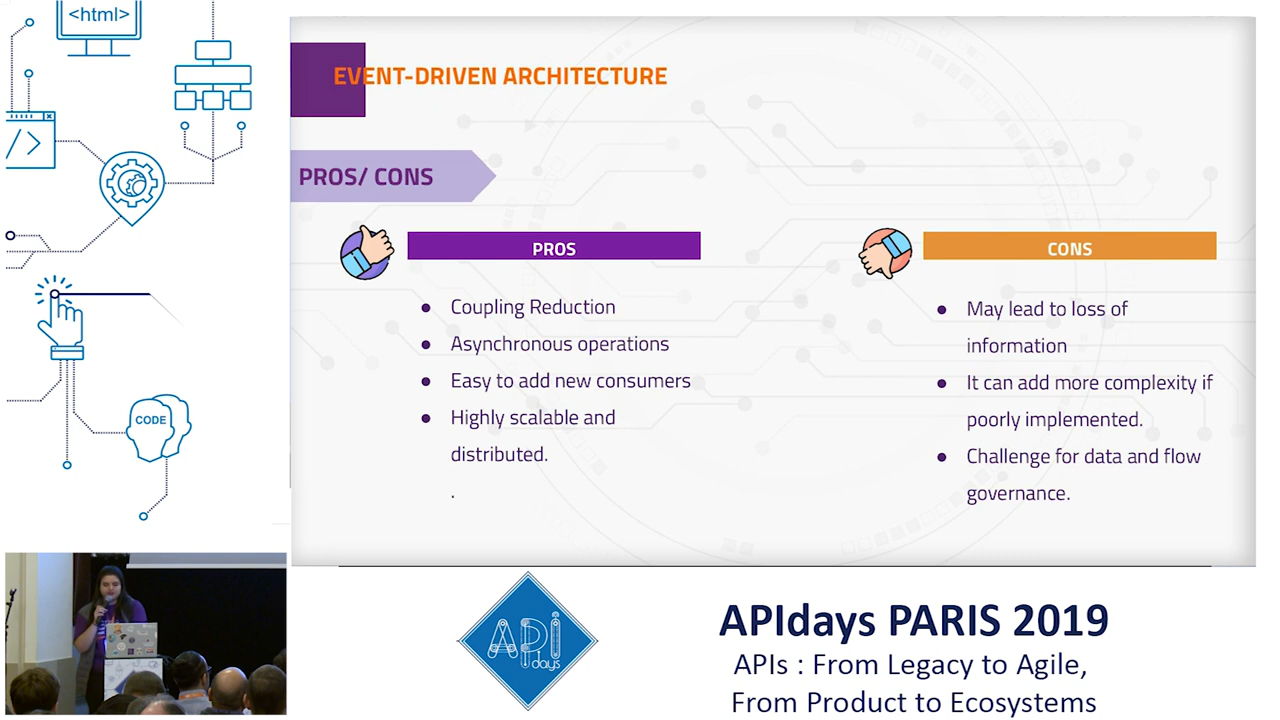 <html>
</>
CODE
EVENT-DRIVEN ARCHITECTURE
PROS/ CONS
PROS
● Coupling Reduction
● Asynchronous operations
● Easy to add new consumers
● Highly scalable and
distributed.
.
CONS
● May lead to loss of
information
● It can add more complexity if
poorly implemented.
● Challenge for data and flow
governance.
API
days
APIdays PARIS 2019
APIs : From Legacy to Agile,
From Product to Ecosystems